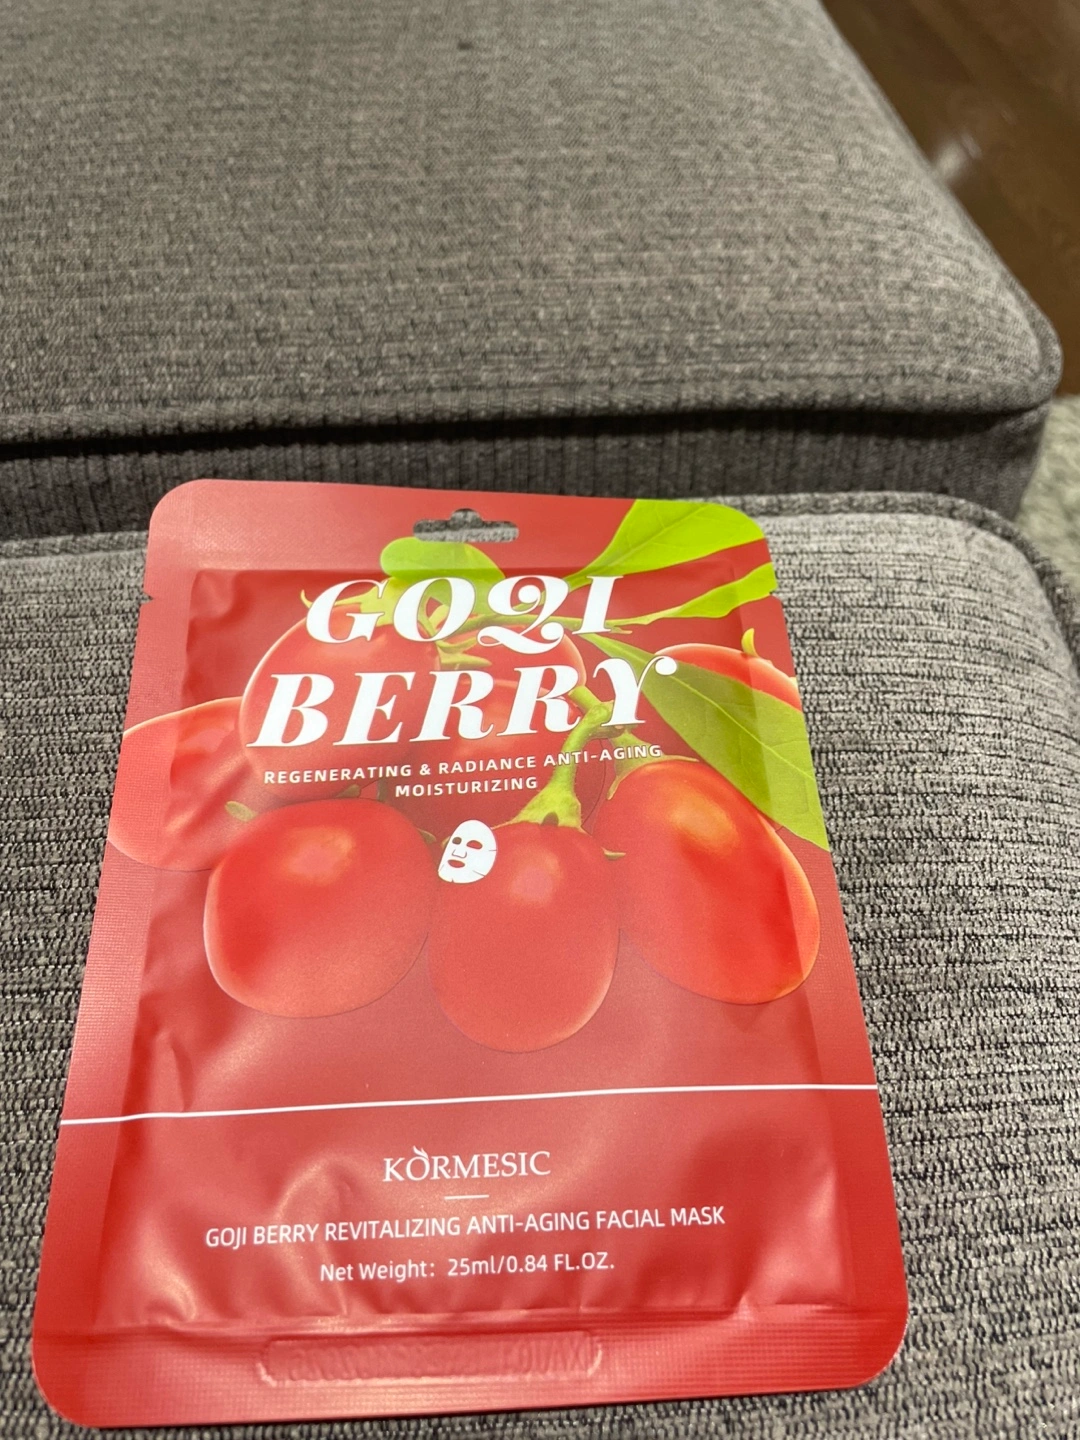 GOQI
BERRY
REGENERATING & RADIANCE ANTI-AGING
MOISTURIZING
KORMESIC
GOJI BERRY REVITALIZING ANTI-AGING FACIAL MASK
Net Weight: 25ml/0.84 FL.OZ.